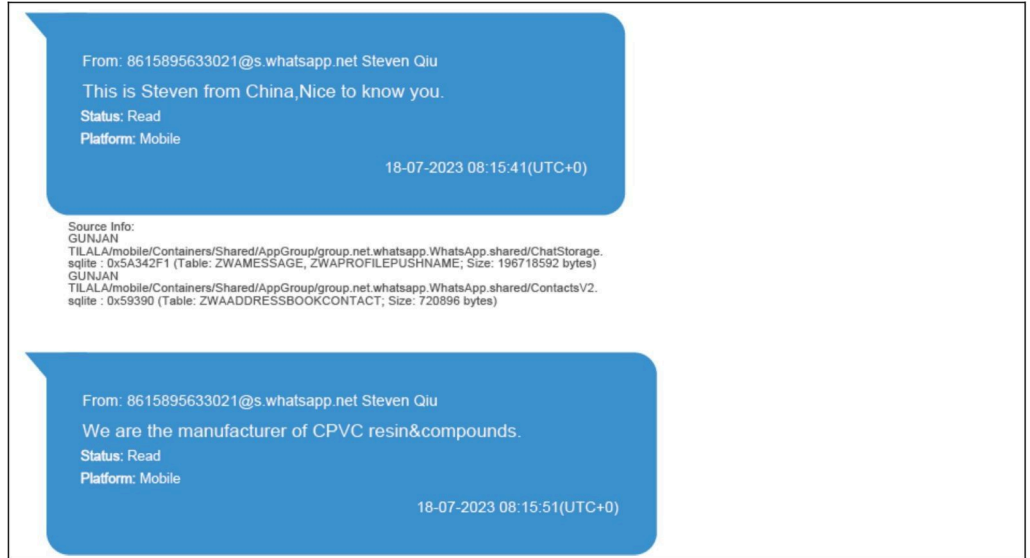 From: 8615895633021@s.whatsapp.net Steven Qiu
This is Steven from China,Nice to know you.
Status: Read
Platform: Mobile
18-07-2023 08:15:41(UTC+0)
Source Info:
GUNJAN
TILALA/mobile/Containers/Shared/AppGroup/group.net.whatsapp.WhatsApp.shared/ChatStorage.
sqlite : 0x5A342F1 (Table: ZWAMESSAGE, ZWAPROFILEPUSHNAME; Size: 196718592 bytes)
GUNJAN
TILALA/mobile/Containers/Shared/AppGroup/group.net.whatsapp.WhatsApp.shared/ContactsV2.
sqlite : 0x59390 (Table: ZWAADDRESSBOOKCONTACT; Size: 720896 bytes)
From: 8615895633021@s.whatsapp.net Steven Qiu
We are the manufacturer of CPVC resin&compounds.
Status: Read
Platform: Mobile
18-07-2023 08:15:51(UTC+0)